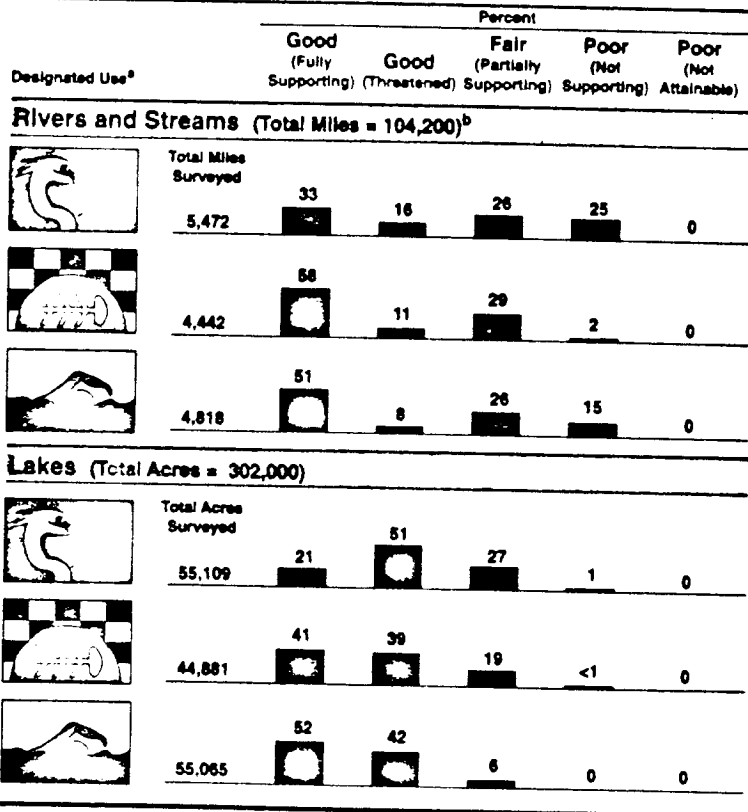 Percent
Designated Useª
Good (Fully Supporting)
Good (Threatened)
Fair (Partially Supporting)
Poor (Not Supporting)
Poor (Not Attainable)
Rivers and Streams (Total Miles = 104,200)ᵇ
Total Miles Surveyed
5,472 33 16 26 25 0
4,442 58 11 29 2 0
4,818 51 8 26 15 0
Lakes (Total Acres = 302,000)
Total Acres Surveyed
55,109 21 51 27 1 0
44,881 41 39 19 <1 0
55,065 52 42 6 0 0